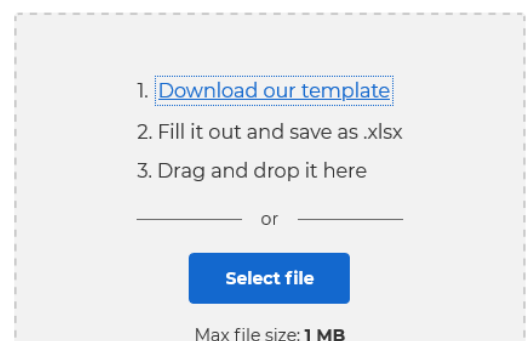 1. Download our template
2. Fill it out and save as .xlsx
3. Drag and drop it here
or
Select file
Max file size: 1 MB